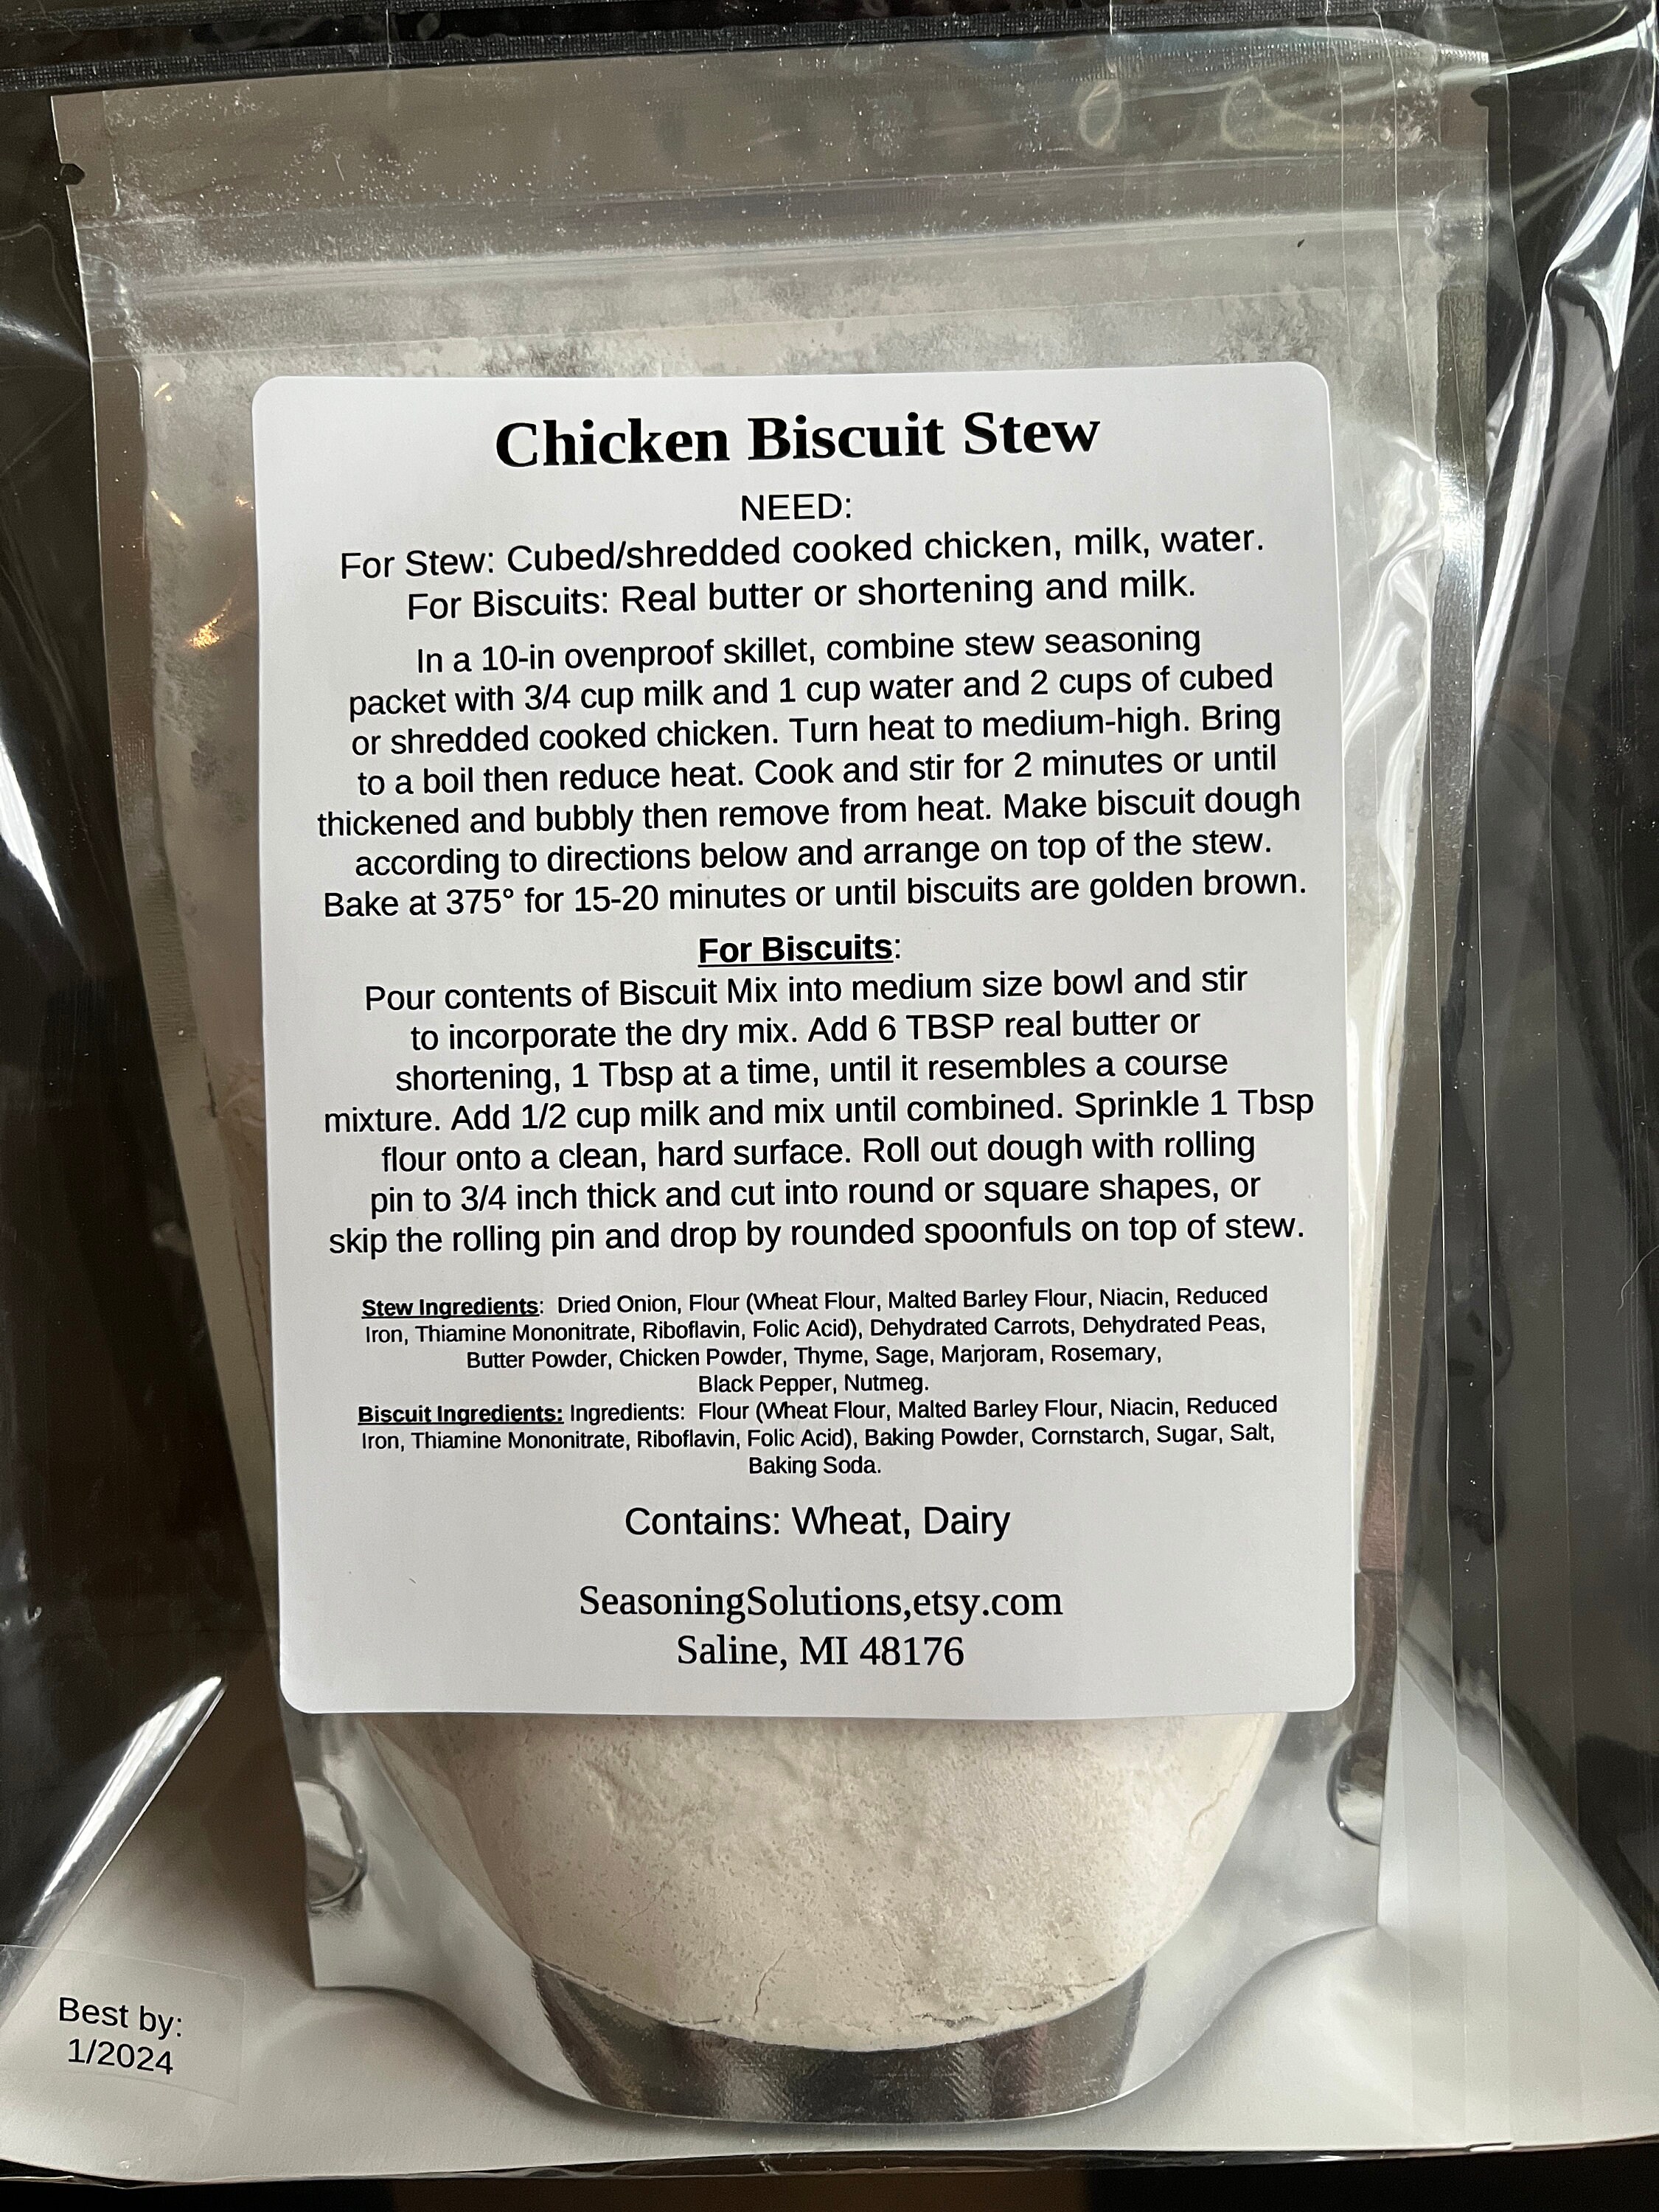 Chicken Biscuit Stew
NEED:
For Stew: Cubed/shredded cooked chicken, milk, water.
For Biscuits: Real butter or shortening and milk.
In a 10-in ovenproof skillet, combine stew seasoning
packet with 3/4 cup milk and 1 cup water and 2 cups of cubed
or shredded cooked chicken. Turn heat to medium-high. Bring
to a boil then reduce heat. Cook and stir for 2 minutes or until
thickened and bubbly then remove from heat. Make biscuit dough
according to directions below and arrange on top of the stew.
Bake at 375° for 15-20 minutes or until biscuits are golden brown.
For Biscuits:
Pour contents of Biscuit Mix into medium size bowl and stir
to incorporate the dry mix. Add 6 TBSP real butter or
shortening, 1 Tbsp at a time, until it resembles a course
mixture. Add 1/2 cup milk and mix until combined. Sprinkle 1 Tbsp
flour onto a clean, hard surface. Roll out dough with rolling
pin to 3/4 inch thick and cut into round or square shapes, or
skip the rolling pin and drop by rounded spoonfuls on top of stew.
Stew Ingredients: Dried Onion, Flour (Wheat Flour, Malted Barley Flour, Niacin, Reduced
Iron, Thiamine Mononitrate, Riboflavin, Folic Acid), Dehydrated Carrots, Dehydrated Peas,
Butter Powder, Chicken Powder, Thyme, Sage, Marjoram, Rosemary,
Black Pepper, Nutmeg.
Biscuit Ingredients: Ingredients: Flour (Wheat Flour, Malted Barley Flour, Niacin, Reduced
Iron, Thiamine Mononitrate, Riboflavin, Folic Acid), Baking Powder, Cornstarch, Sugar, Salt,
Baking Soda.
Contains: Wheat, Dairy
SeasoningSolutions,etsy.com
Saline, MI 48176
Best by:
1/2024